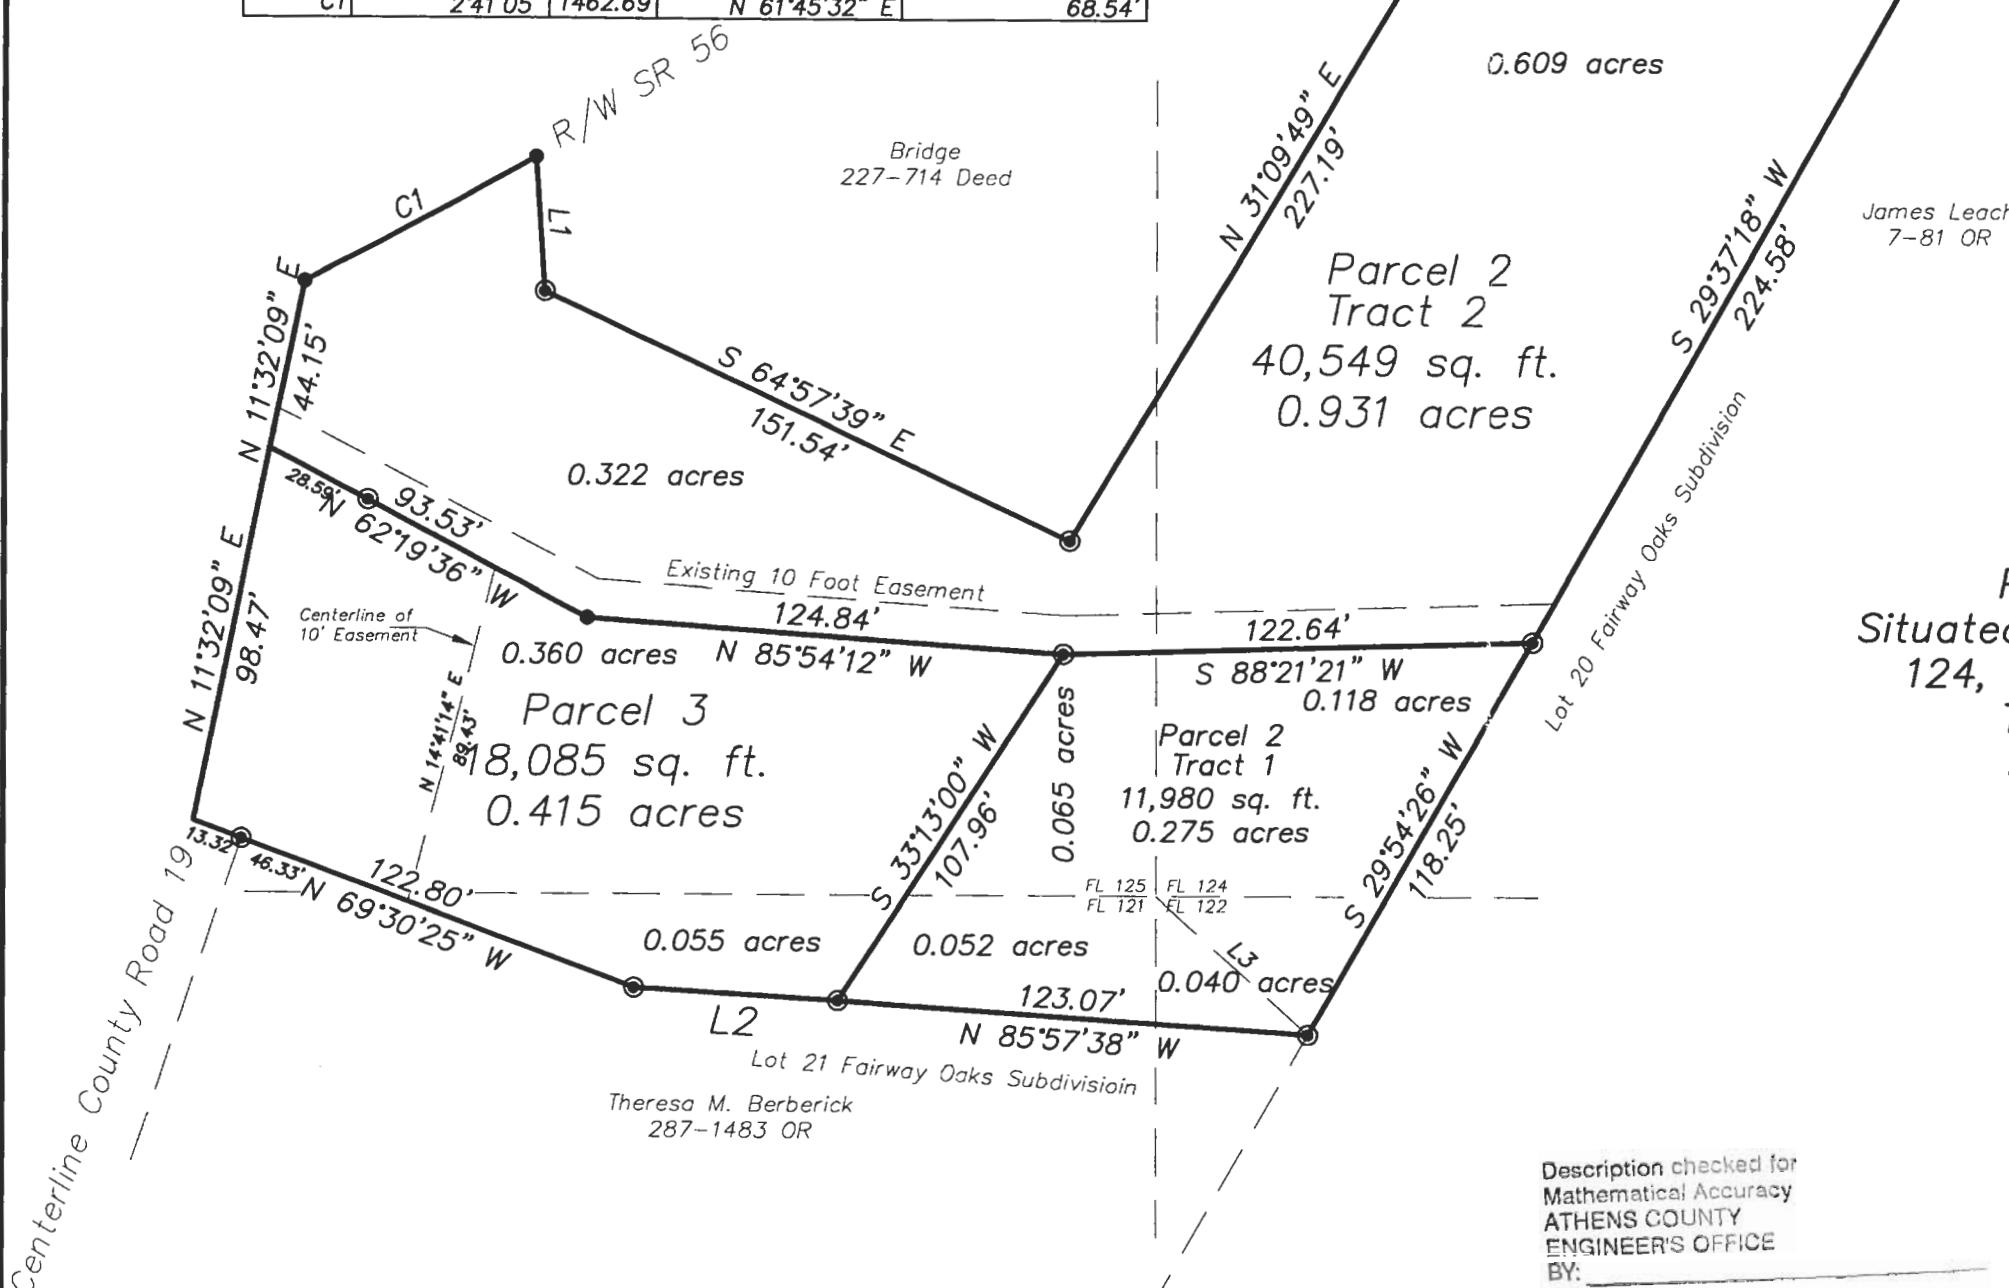 C1 2°41'05" 1462.69' N 61°45'32" E 68.54'
R/W SR 56
0.609 acres
Bridge
227-714 Deed
N 31°09'49" E
227.19'
C1
L1
S 29°37'18" W
224.58'
James Leach
7-81 OR
Parcel 2
Tract 2
40,549 sq. ft.
0.931 acres
N 11°32'09" E
44.15'
S 64°57'39" E
151.54'
0.322 acres
28.59'
93.53'
N 62°19'36" W
Lot 20 Fairway Oaks Subdivision
Existing 10 Foot Easement
124.84'
N 85°54'12" W
122.64'
S 88°21'21" W
0.118 acres
Situated
124,
N 11°32'09" E
98.47'
Centerline of
10' Easement
0.360 acres
N 14°41'14" E
89.43'
Parcel 3
18,085 sq. ft.
0.415 acres
S 33°13'00" W
107.96'
0.065 acres
Parcel 2
Tract 1
11,980 sq. ft.
0.275 acres
S 29°54'26" W
118.25'
13.32'
46.33'
122.80'
N 69°30'25" W
FL 125 FL 124
FL 121 FL 122
0.055 acres
0.052 acres
L3
0.040 acres
L2
123.07'
N 85°57'38" W
Lot 21 Fairway Oaks Subdivisioin
Theresa M. Berberick
287-1483 OR
Centerline County Road 19
Description checked for
Mathematical Accuracy
ATHENS COUNTY
ENGINEER'S OFFICE
BY: